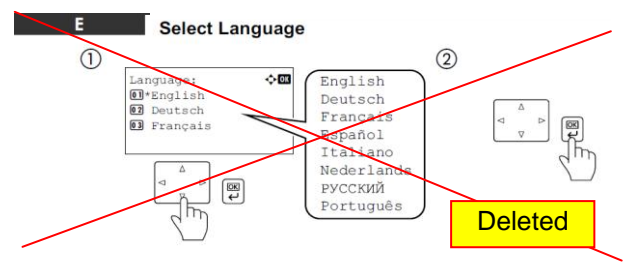 E
Select Language
①
②
Language: OK
01*English
02 Deutsch
03 Français
English
Deutsch
Français
Español
Italiano
Nederlands
РУССКИЙ
Português
OK
OK
Deleted